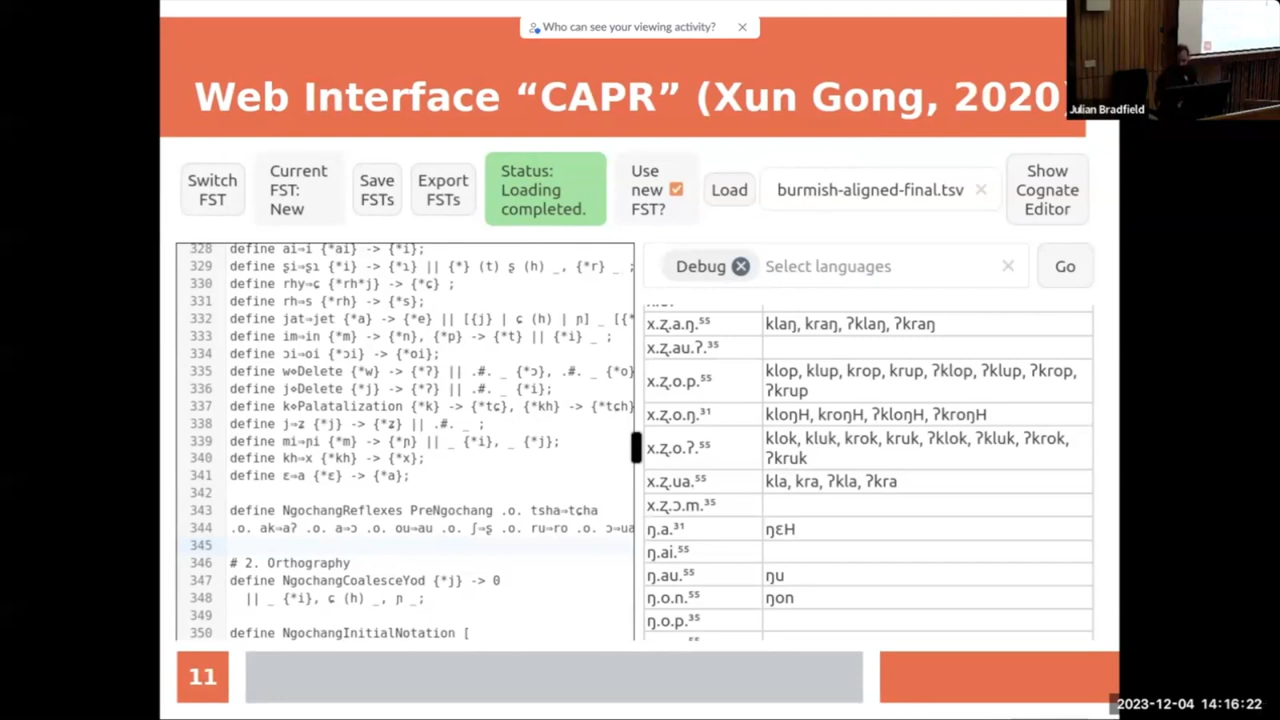 Who can see your viewing activity?
Web Interface “CAPR” (Xun Gong, 2020)
Julian Bradfield
Switch
FST
Current
FST:
New
Save
FSTs
Export
FSTs
Status:
Loading
completed.
Use
new
FST?
Load
burmish-aligned-final.tsv
Show
Cognate
Editor
328 define ai⇒i {*ai} -> {*i};
329 define ʂi⇒ʂı {*i} -> {*ı} || {*} (t) ʂ (h) _, {*r} _ ;
330 define rhy⇒ɕ {*rh*j} -> {*ɕ} ;
331 define rh⇒s {*rh} -> {*s};
332 define jat⇒jet {*a} -> {*e} || [{j} | ɕ (h) | ɲ] _ [{*
333 define im⇒in {*m} -> {*n}, {*p} -> {*t} || {*i} _ ;
334 define ɔi⇒oi {*ɔi} -> {*oi};
335 define w⋄Delete {*w} -> {*ʔ} || .#. _ {*ɔ}, .#. _ {*o}
336 define j⋄Delete {*j} -> {*ʔ} || .#. _ {*i};
337 define k⋄Palatalization {*k} -> {*tɕ}, {*kh} -> {*tɕh}
338 define j⇒ʑ {*j} -> {*ʑ} || .#. _ ;
339 define mi⇒ɲi {*m} -> {*ɲ} || _ {*i}, _ {*j};
340 define kh⇒x {*kh} -> {*x};
341 define ɛ⇒a {*ɛ} -> {*a};
342
343 define NgochangReflexes PreNgochang .o. tsha⇒tɕha
344 .o. ak⇒aʔ .o. a⇒ɔ .o. ou⇒au .o. ʃ⇒ʂ .o. ru⇒ro .o. ɔ⇒ua
345
346 # 2. Orthography
347 define NgochangCoalesceYod {*j} -> 0
348 || _ {*i}, ɕ (h) _, ɲ _;
349
350 define NgochangInitialNotation [
Debug
Select languages
Go
x.ʐ.a.ŋ.⁵⁵ klaŋ, kraŋ, ʔklaŋ, ʔkraŋ
x.ʐ.au.ʔ.³⁵
x.ʐ.o.p.⁵⁵ klop, klup, krop, krup, ʔklop, ʔklup, ʔkrop,
ʔkrup
x.ʐ.o.ŋ.³¹ kloŋH, kroŋH, ʔkloŋH, ʔkroŋH
x.ʐ.o.ʔ.⁵⁵ klok, kluk, krok, kruk, ʔklok, ʔkluk, ʔkrok,
ʔkruk
x.ʐ.ua.⁵⁵ kla, kra, ʔkla, ʔkra
x.ʐ.ɔ.m.³⁵
ŋ.a.³¹ ŋɛH
ŋ.ai.⁵⁵
ŋ.au.⁵⁵ ŋu
ŋ.o.n.⁵⁵ ŋon
ŋ.o.p.³⁵
11
2023-12-04 14:16:22